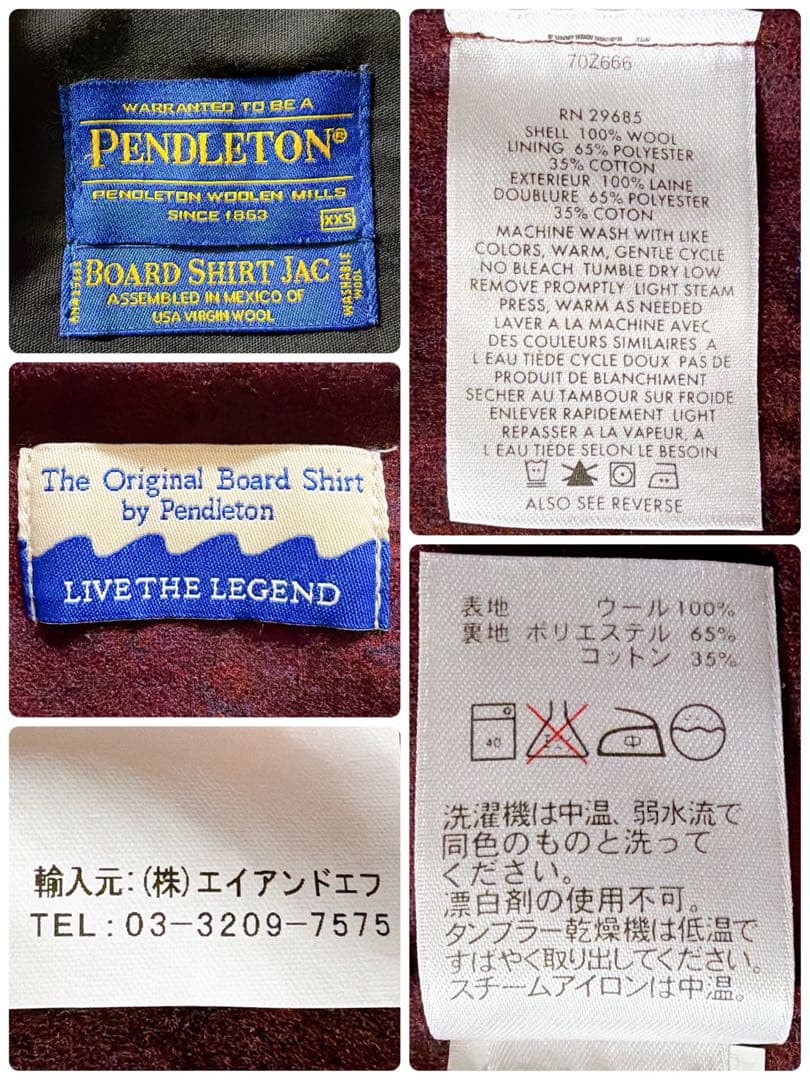 WARRANTED TO BE A
PENDLETON®
PENDLETON WOOLEN MILLS
SINCE 1863
XXS
BOARD SHIRT JAC
ASSEMBLED IN MEXICO OF
USA VIRGIN WOOL
WASHABLE
WOOL
The Original Board Shirt
by Pendleton
LIVE THE LEGEND
輸入元:(株)エイアンドエフ
TEL:03-3209-7575
70Z666
RN 29685
SHELL 100% WOOL
LINING 65% POLYESTER
35% COTTON
EXTERIEUR 100% LAINE
DOUBLURE 65% POLYESTER
35% COTON
MACHINE WASH WITH LIKE
COLORS, WARM, GENTLE CYCLE
NO BLEACH TUMBLE DRY LOW
REMOVE PROMPTLY LIGHT STEAM
PRESS, WARM AS NEEDED
LAVER A LA MACHINE AVEC
DES COULEURS SIMILAIRES A
L EAU TIÈDE CYCLE DOUX PAS DE
PRODUIT DE BLANCHIMENT
SECHER AU TAMBOUR SUR FROIDE
ENLEVER RAPIDEMENT LIGHT
REPASSER A LA VAPEUR, A
L EAU TIÈDE SELON LE BESOIN
ALSO SEE REVERSE
表地 ウール 100%
裏地 ポリエステル 65%
コットン 35%
40
中
洗濯機は中温、弱水流で
同色のものと洗って
ください。
漂白剤の使用不可。
タンブラー乾燥機は低温で
すばやく取り出してください。
スチームアイロンは中温。